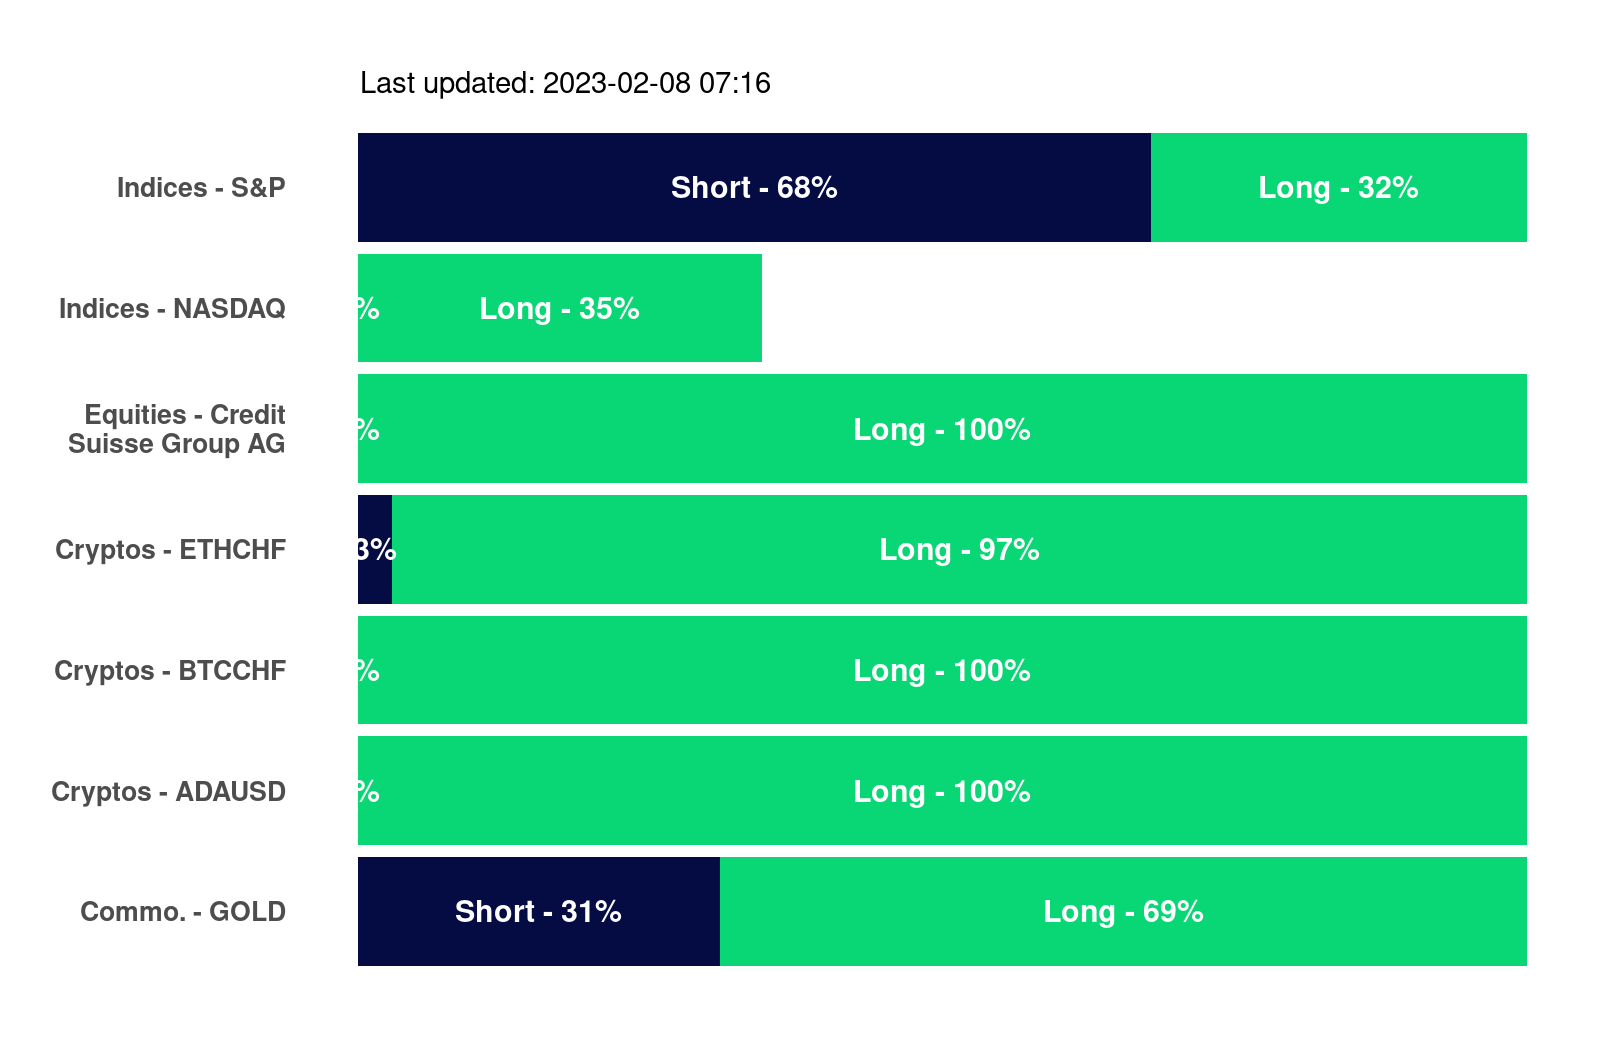 Last updated: 2023-02-08 07:16
Indices - S&P
Short - 68%
Long - 32%
Indices - NASDAQ
%
Long - 35%
Equities - Credit
Suisse Group AG
%
Long - 100%
Cryptos - ETHCHF
3%
Long - 97%
Cryptos - BTCCHF
%
Long - 100%
Cryptos - ADAUSD
%
Long - 100%
Commo. - GOLD
Short - 31%
Long - 69%